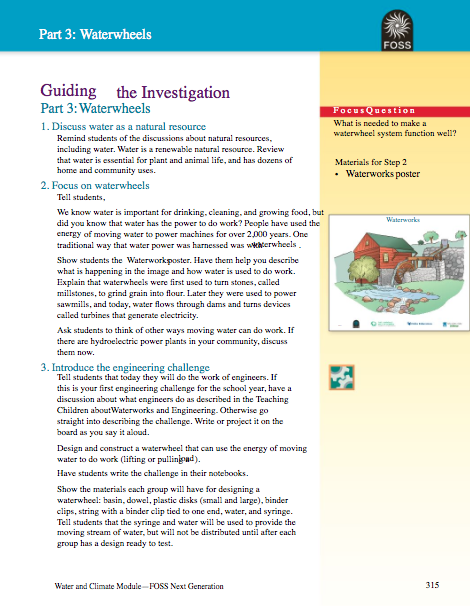 Part 3: Waterwheels
FOSS
Guiding the Investigation
Part 3: Waterwheels
1. Discuss water as a natural resource
Remind students of the discussions about natural resources,
including water. Water is a renewable natural resource. Review
that water is essential for plant and animal life, and has dozens of
home and community uses.
2. Focus on waterwheels
Tell students,
We know water is important for drinking, cleaning, and growing food, but
did you know that water has the power to do work? People have used the
energy of moving water to power machines for over 2,000 years. One
traditional way that water power was harnessed was with waterwheels .
Show students the Waterworks poster. Have them help you describe
what is happening in the image and how water is used to do work.
Explain that waterwheels were first used to turn stones, called
millstones, to grind grain into flour. Later they were used to power
sawmills, and today, water flows through dams and turns devices
called turbines that generate electricity.
Ask students to think of other ways moving water can do work. If
there are hydroelectric power plants in your community, discuss
them now.
3. Introduce the engineering challenge
Tell students that today they will do the work of engineers. If
this is your first engineering challenge for the school year, have a
discussion about what engineers do as described in the Teaching
Children about Waterworks and Engineering. Otherwise go
straight into describing the challenge. Write or project it on the
board as you say it aloud.
Design and construct a waterwheel that can use the energy of moving
water to do work (lifting or pulling load).
Have students write the challenge in their notebooks.
Show the materials each group will have for designing a
waterwheel: basin, dowel, plastic disks (small and large), binder
clips, string with a binder clip tied to one end, water, and syringe.
Tell students that the syringe and water will be used to provide the
moving stream of water, but will not be distributed until after each
group has a design ready to test.
Focus Question
What is needed to make a
waterwheel system function well?
Materials for Step 2
• Waterworks poster
Waterworks
Water and Climate Module—FOSS Next Generation
315